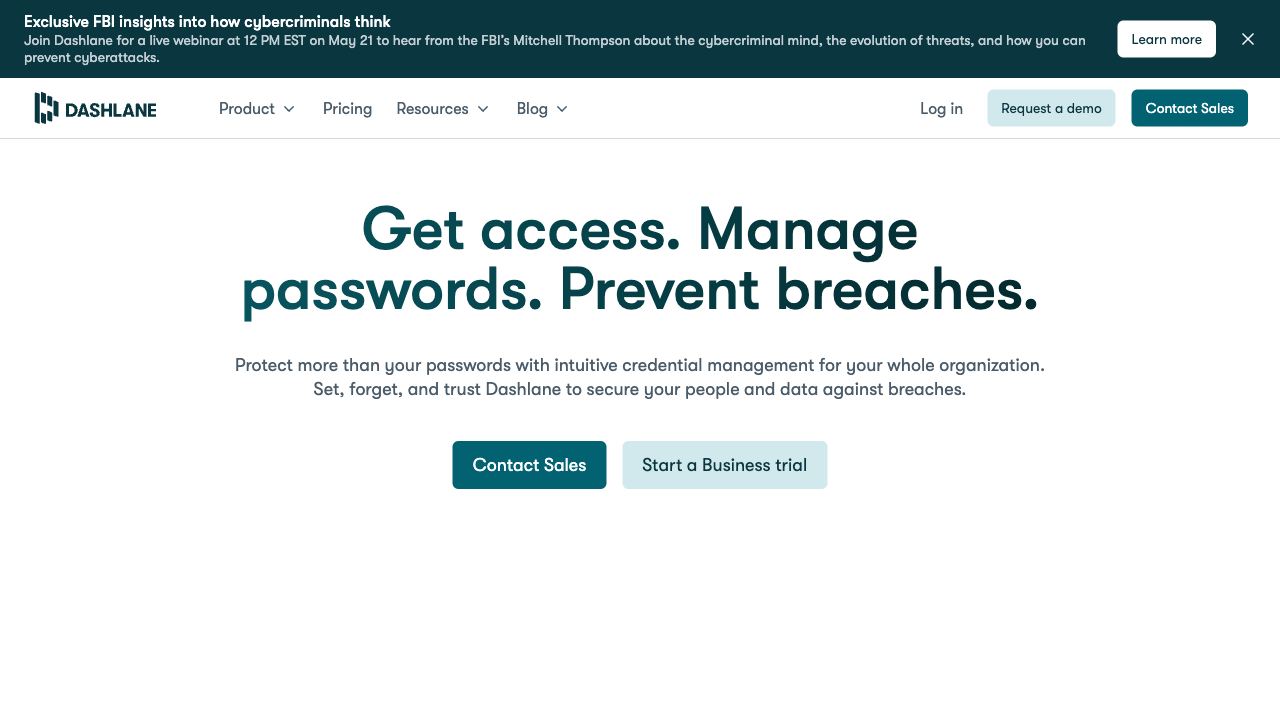 Exclusive FBI insights into how cybercriminals think
Join Dashlane for a live webinar at 12 PM EST on May 21 to hear from the FBI's Mitchell Thompson about the cybercriminal mind, the evolution of threats, and how you can
prevent cyberattacks.
Learn more
DASHLANE
Product
Pricing
Resources
Blog
Log in
Request a demo
Contact Sales
Get access. Manage
passwords. Prevent breaches.
Protect more than your passwords with intuitive credential management for your whole organization.
Set, forget, and trust Dashlane to secure your people and data against breaches.
Contact Sales
Start a Business trial